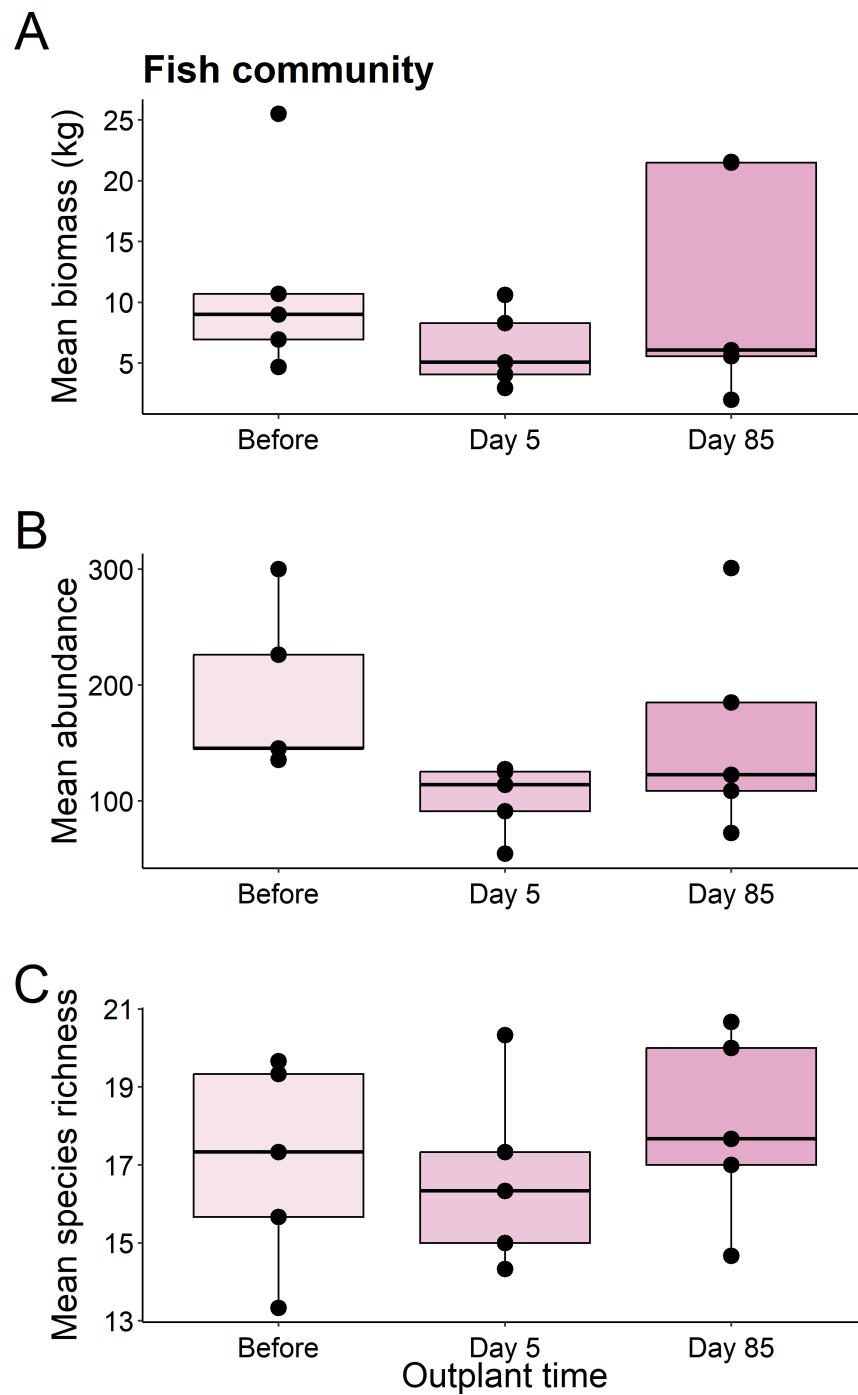 A
Fish community
Mean biomass (kg)
25
20
15
10
5
Before Day 5 Day 85
B
Mean abundance
300
200
100
Before Day 5 Day 85
C
Mean species richness
21
19
17
15
13
Before Day 5 Day 85
Outplant time